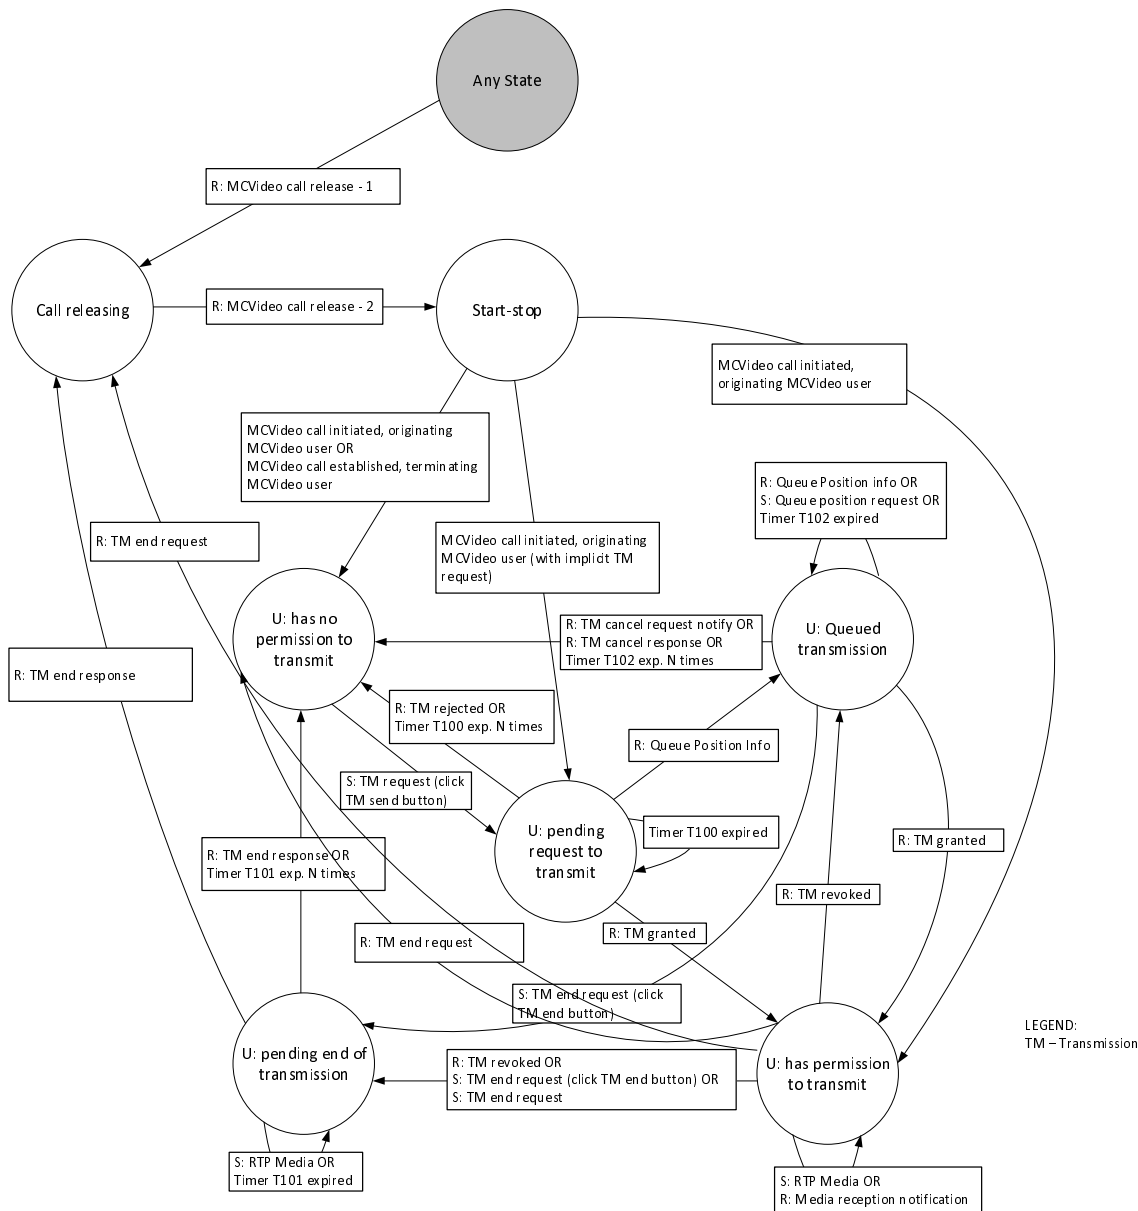 Any State
R: MCVideo call release - 1
Call releasing
R: MCVideo call release - 2
Start-stop
MCVideo call initiated,
originating MCVideo user
MCVideo call initiated, originating
MCVideo user OR
MCVideo call established, terminating
MCVideo user
R: Queue Position info OR
S: Queue position request OR
Timer T102 expired
R: TM end request
MCVideo call initiated, originating
MCVideo user (with implicit TM
request)
U: has no
permission to
transmit
R: TM cancel request notify OR
R: TM cancel response OR
Timer T102 exp. N times
U: Queued
transmission
R: TM end response
R: TM rejected OR
Timer T100 exp. N times
R: Queue Position Info
S: TM request (click
TM send button)
U: pending
request to
transmit
Timer T100 expired
R: TM granted
R: TM end response OR
Timer T101 exp. N times
R: TM revoked
R: TM end request
R: TM granted
S: TM end request (click
TM end button)
LEGEND:
TM – Transmission
U: pending end of
transmission
R: TM revoked OR
S: TM end request (click TM end button) OR
S: TM end request
U: has permission
to transmit
S: RTP Media OR
Timer T101 expired
S: RTP Media OR
R: Media reception notification